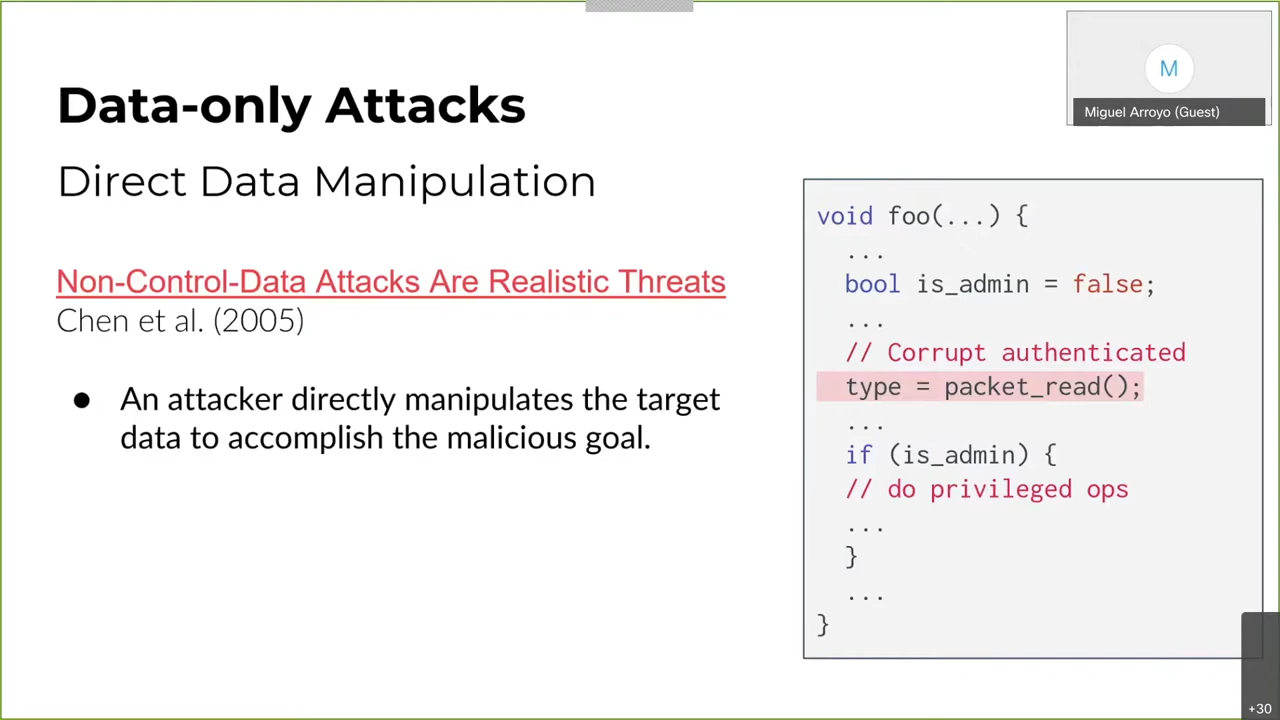 Data-only Attacks
Direct Data Manipulation
Non-Control-Data Attacks Are Realistic Threats
Chen et al. (2005)
● An attacker directly manipulates the target
data to accomplish the malicious goal.
M
Miguel Arroyo (Guest)
void foo(...) {
...
bool is_admin = false;
...
// Corrupt authenticated
type = packet_read();
...
if (is_admin) {
// do privileged ops
...
}
...
}
+30